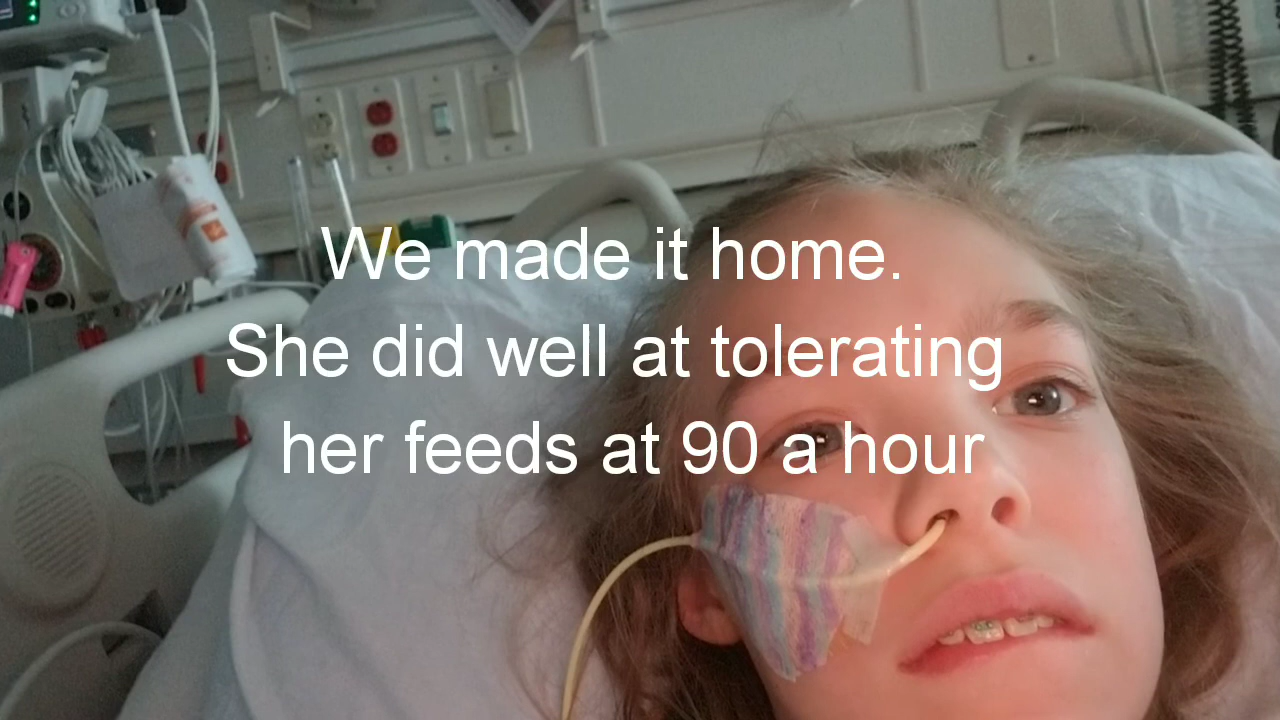 We made it home.
She did well at tolerating
her feeds at 90 a hour